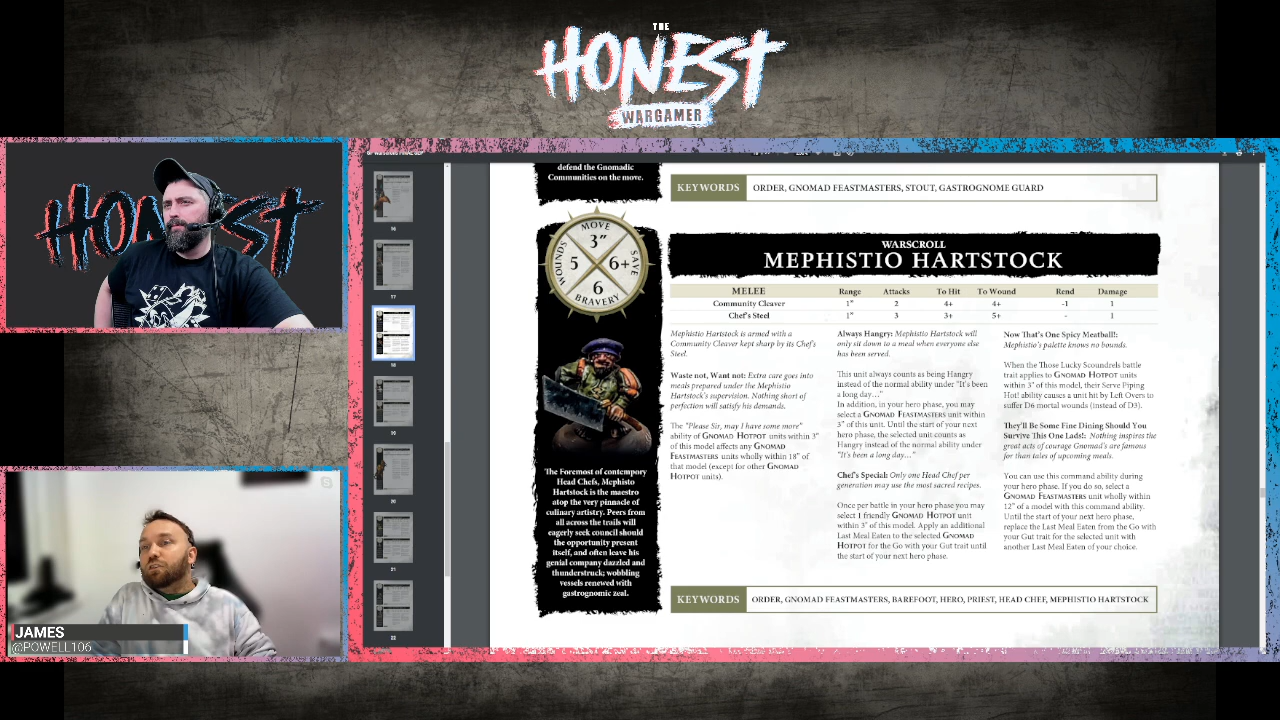 THE
HONEST
WARGAMER
HONEST
JAMES
@POWELL106
16
17
18
19
20
21
22
defend the Gnomadic
Communities on the move.
KEYWORDS ORDER, GNOMAD FEASTMASTERS, STOUT, GASTROGNOME GUARD
MOVE
3"
WOUNDS 5 6+ SAVE
6
BRAVERY
WARSCROLL
MEPHISTIO HARTSTOCK
MELEE Range Attacks To Hit To Wound Rend Damage
Community Cleaver 1" 2 4+ 4+ -1 1
Chef's Steel 1" 3 3+ 5+ - 1
Mephistio Hartstock is armed with a
Community Cleaver kept sharp by its Chef's
Steel.
Waste not, Want not: Extra care goes into
meals prepared under the Mephistio
Hartstock's supervision. Nothing short of
perfection will satisfy his demands.
The "Please Sir, may I have some more"
ability of GNOMAD HOTPOT units within 3"
of this model affects any GNOMAD
FEASTMASTERS units wholly within 18" of
that model (except for other GNOMAD
HOTPOT units).
Always Hungry: Mephistio Hartstock will
only sit down to a meal when everyone else
has been served.
This unit always counts as being Hangry
instead of the normal ability under "It's been
a long day…"
In addition, in your hero phase, you may
select a GNOMAD FEASTMASTERS unit within
3" of this unit. Until the start of your next
hero phase, the selected unit counts as
Hangry instead of the normal ability under
"It's been a long day…"
Chef's Special: Only one Head Chef per
generation may use the most sacred recipes.
Once per battle in your hero phase you may
select 1 friendly GNOMAD HOTPOT unit
within 3" of this model. Apply an additional
Last Meal Eaten to the selected GNOMAD
HOTPOT for the Go with your Gut trait until
the start of your next hero phase.
Now That's One Spicy Meatball!:
Mephistio's palette knows no bounds.
When the Those Lucky Scoundrels battle
trait applies to GNOMAD HOTPOT units
within 3" of this model, their Serve Piping
Hot! ability causes a unit hit by Left Overs to
suffer D6 mortal wounds (instead of D3).
They'll Be Some Fine Dining Should You
Survive This One Lads!: Nothing inspires the
great acts of courage Gnomad's are famous
for than tales of upcoming meals.
You can use this command ability during
your hero phase. If you do so, select a
GNOMAD FEASTMASTERS unit wholly within
12" of a model with this command ability.
Until the start of your next hero phase,
replace the Last Meal Eaten from the Go with
your Gut trait for the selected unit with
another Last Meal Eaten of your choice.
The Foremost of contempory
Head Chefs, Mephisto
Hartstock is the maestro
atop the very pinnacle of
culinary artistry. Peers from
all across the trails will
eagerly seek council should
the opportunity present
itself, and often leave his
genial company dazzled and
thunderstruck; wobbling
vessels renewed with
gastrognomic zeal.
KEYWORDS ORDER, GNOMAD FEASTMASTERS, BAREFOOT, HERO, PRIEST, HEAD CHEF, MEPHISTIO HARTSTOCK